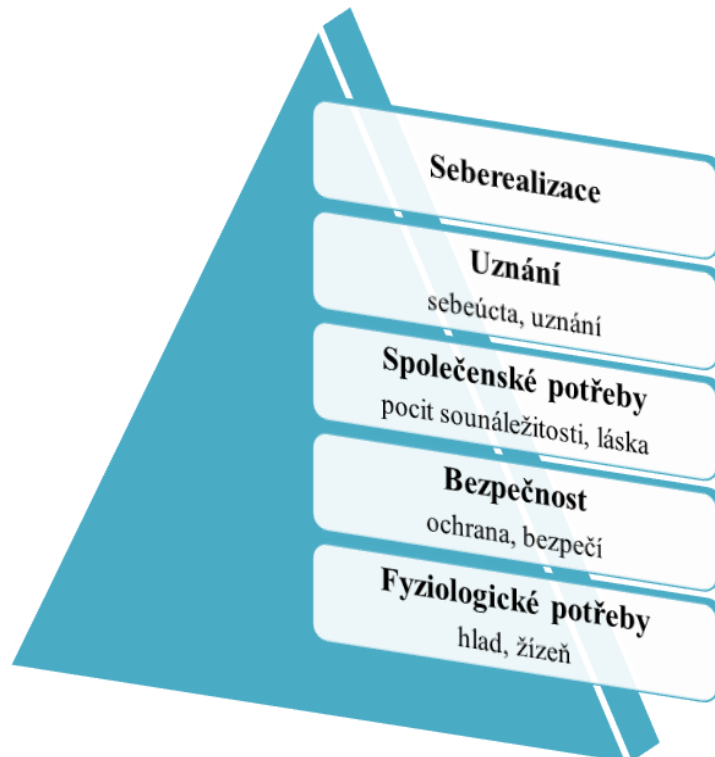 Seberealizace
Uznání
sebeúcta, uznání
Společenské potřeby
pocit sounáležitosti, láska
Bezpečnost
ochrana, bezpečí
Fyziologické potřeby
hlad, žízeň